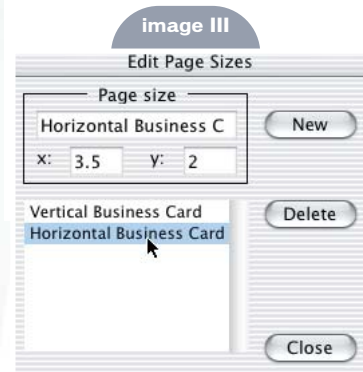 image III
Edit Page Sizes
Page size
Horizontal Business C
New
x: 3.5 y: 2
Vertical Business Card
Delete
Horizontal Business Card
Close